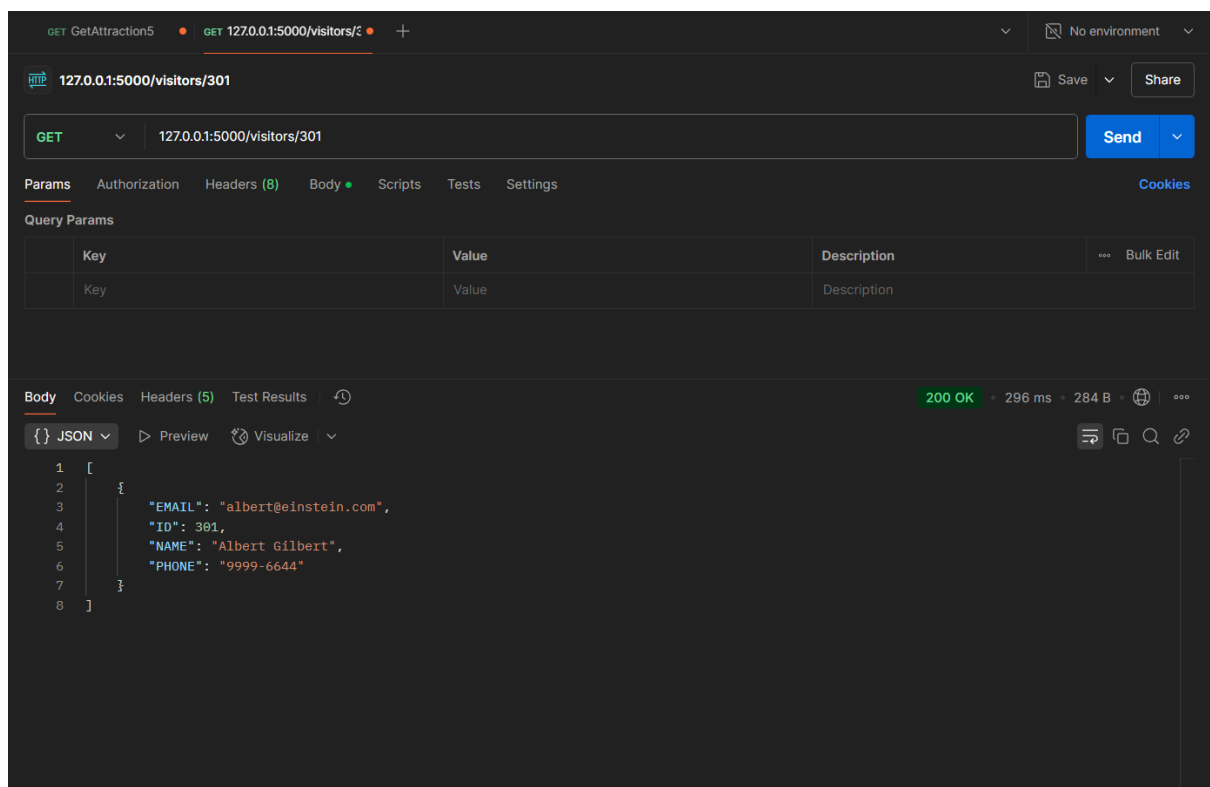 GET GetAttraction5 GET 127.0.0.1:5000/visitors/3 No environment
HTTP 127.0.0.1:5000/visitors/301 Save Share
GET 127.0.0.1:5000/visitors/301 Send
Params Authorization Headers (8) Body Scripts Tests Settings Cookies
Query Params
Key Value Description Bulk Edit
Key Value Description
Body Cookies Headers (5) Test Results 200 OK 296 ms 284 B
{} JSON Preview Visualize
1 [
2 {
3 "EMAIL": "albert@einstein.com",
4 "ID": 301,
5 "NAME": "Albert Gilbert",
6 "PHONE": "9999-6644"
7 }
8 ]